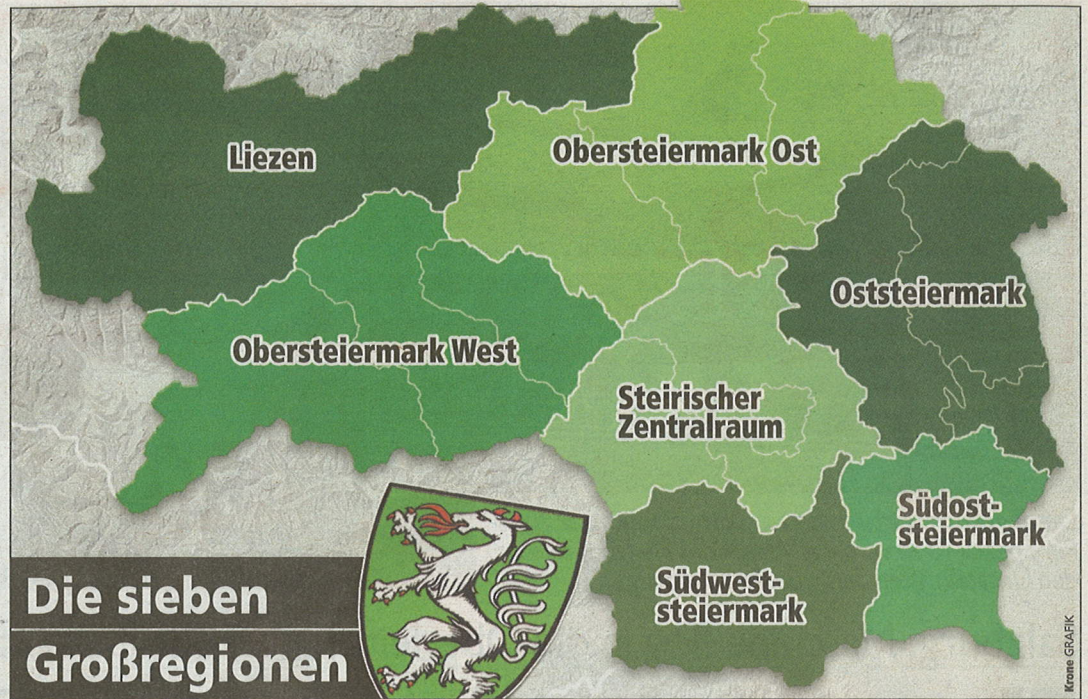 Liezen
Obersteiermark Ost
Oststeiermark
Obersteiermark West
Steirischer
Zentralraum
Südost-
steiermark
Südwest-
steiermark
Die sieben
Großregionen
Krone GRAFIK